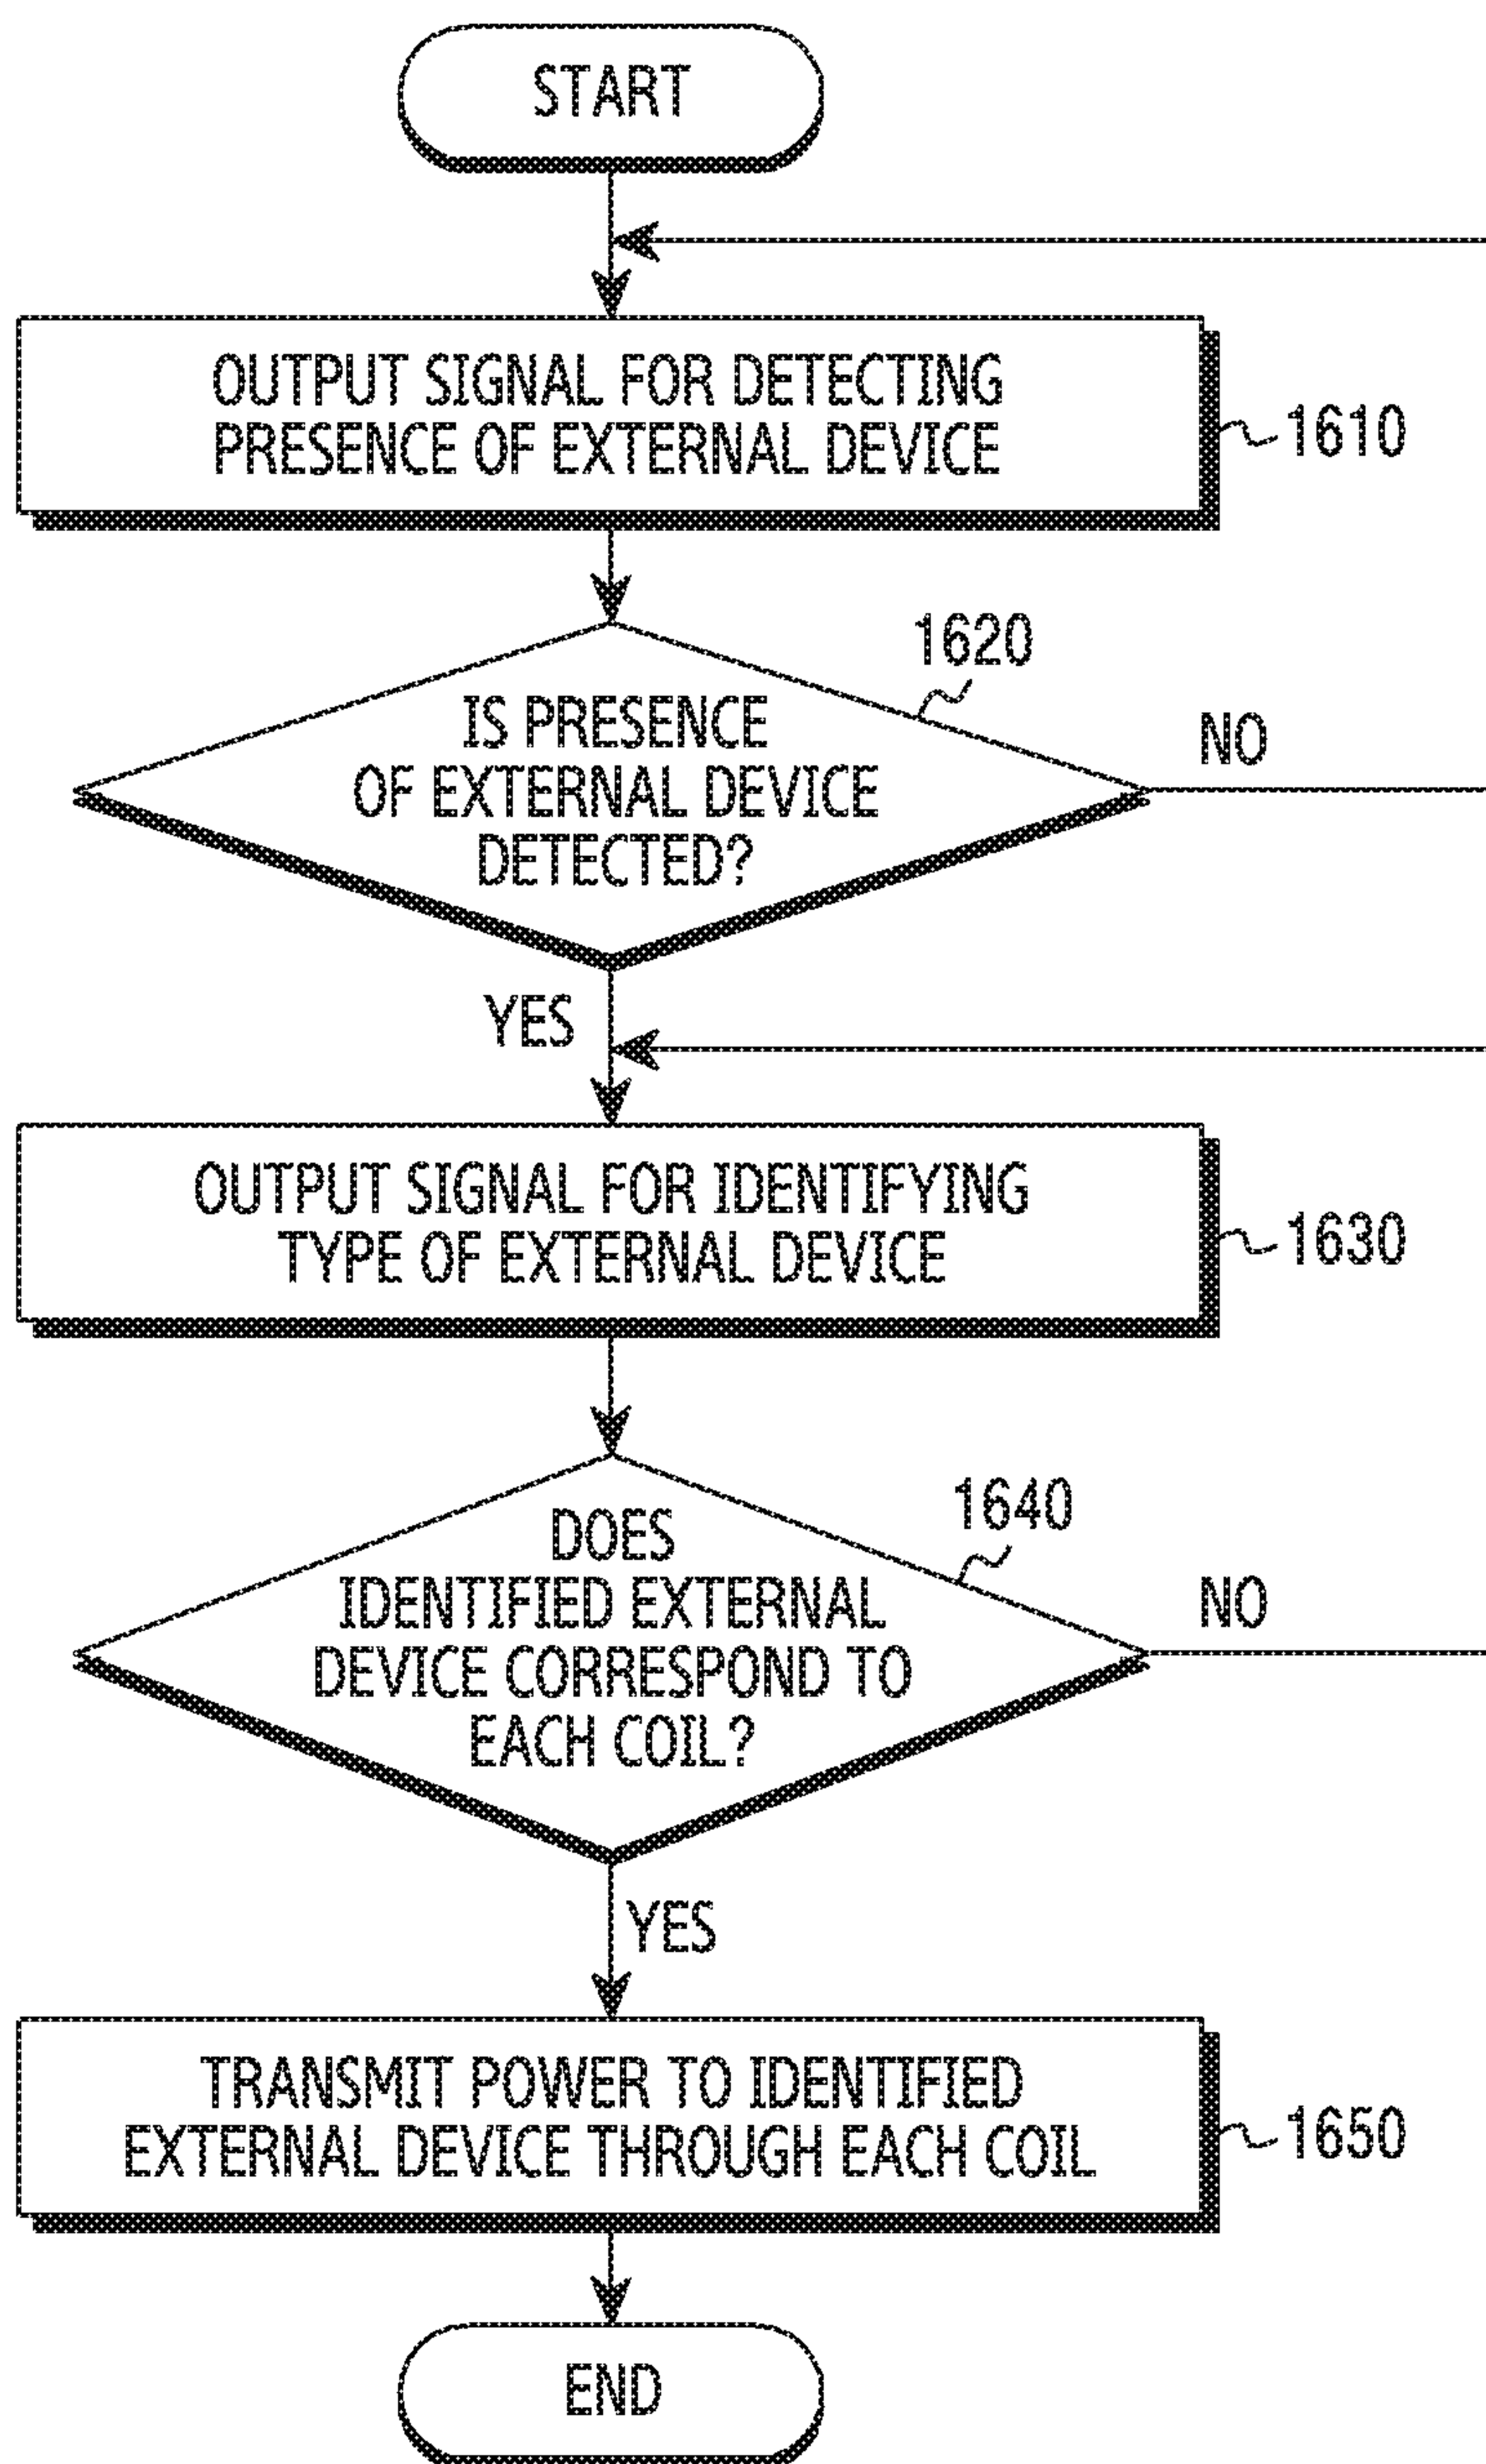 START
OUTPUT SIGNAL FOR DETECTING
PRESENCE OF EXTERNAL DEVICE
1610
1620
IS PRESENCE
OF EXTERNAL DEVICE
DETECTED?
NO
YES
OUTPUT SIGNAL FOR IDENTIFYING
TYPE OF EXTERNAL DEVICE
1630
1640
DOES
IDENTIFIED EXTERNAL
DEVICE CORRESPOND TO
EACH COIL?
NO
YES
TRANSMIT POWER TO IDENTIFIED
EXTERNAL DEVICE THROUGH EACH COIL
1650
END